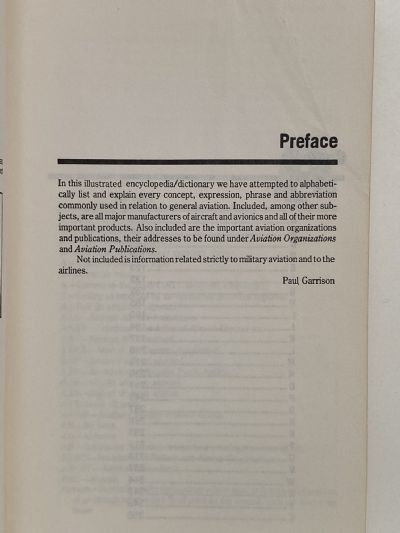 Preface
In this illustrated encyclopedia/dictionary we have attempted to alphabeti-
cally list and explain every concept, expression, phrase and abbreviation
commonly used in relation to general aviation. Included, among other sub-
jects, are all major manufacturers of aircraft and avionics and all of their more
important products. Also included are the important aviation organizations
and publications, their addresses to be found under Aviation Organizations
and Aviation Publications.
Not included is information related strictly to military aviation and to the
airlines.
Paul Garrison